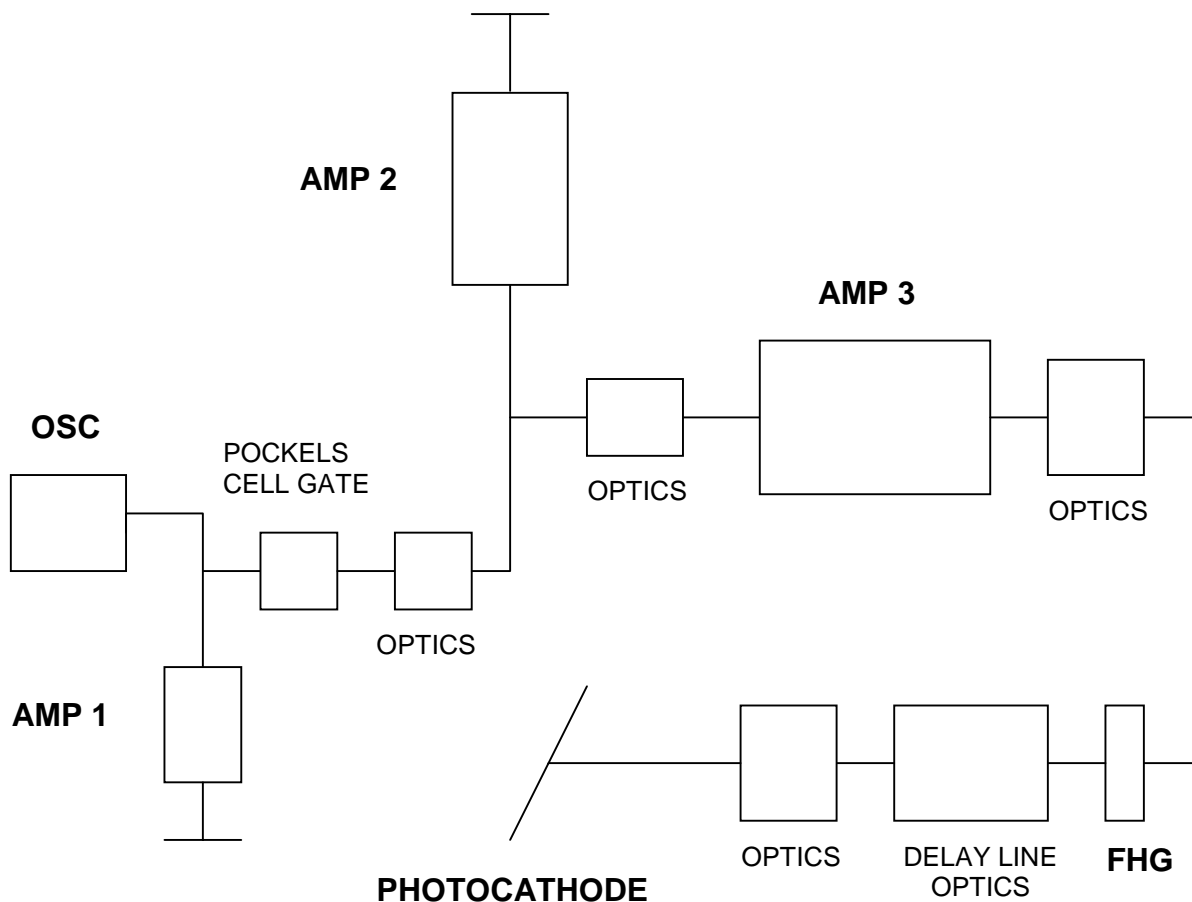 AMP 2
AMP 3
OSC
POCKELS
CELL GATE
OPTICS
OPTICS
OPTICS
AMP 1
OPTICS
DELAY LINE
OPTICS
FHG
PHOTOCATHODE